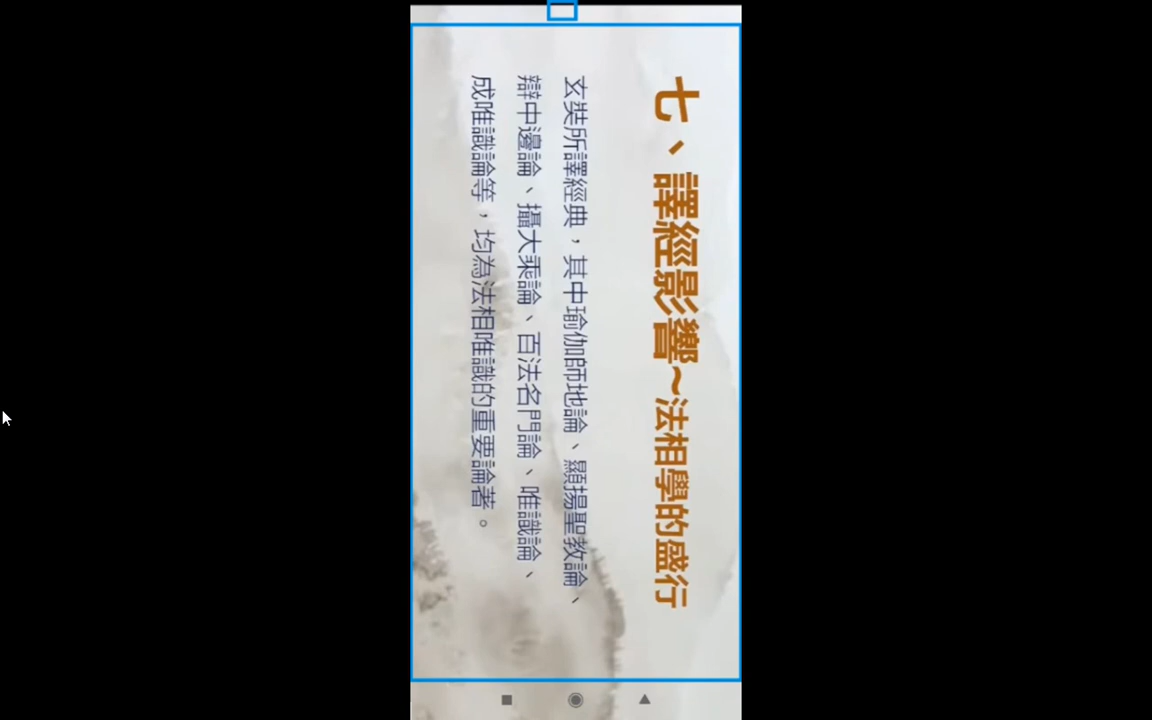 七、譯經影響~法相學的盛行
玄奘所譯經典，其中瑜伽師地論、顯揚聖教論、
辯中邊論、攝大乘論、百法名門論、唯識論、
成唯識論等，均為法相唯識的重要論著。